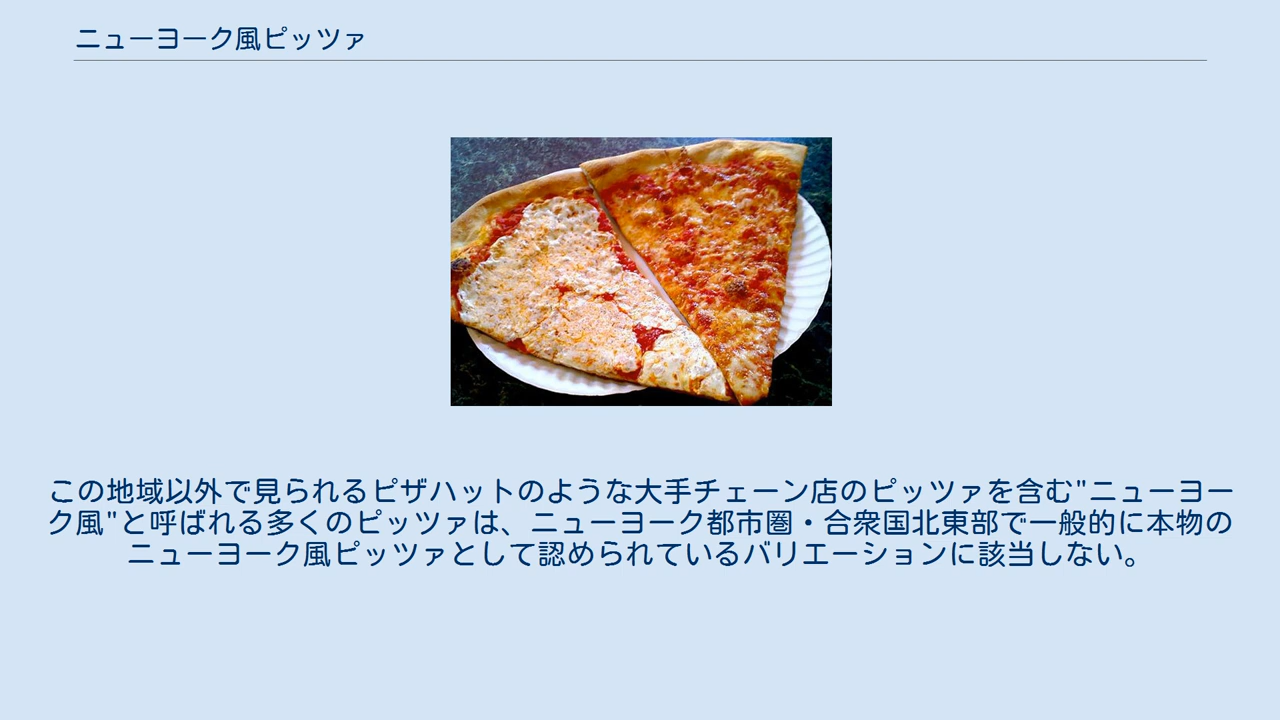 ニューヨーク風ピッツァ
この地域以外で見られるピザハットのような大手チェーン店のピッツァを含む"ニューヨー
ク風"と呼ばれる多くのピッツァは、ニューヨーク都市圏・合衆国北東部で一般的に本物の
ニューヨーク風ピッツァとして認められているバリエーションに該当しない。